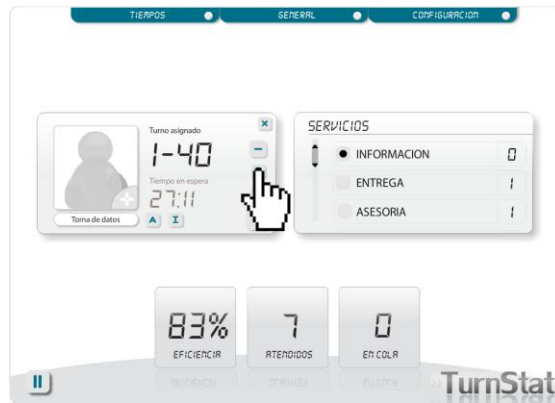 TIEMPOS GENERAL CONFIGURACION
Turno asignado
1-40
Tiempo en espera
27:11
Toma de datos A I
SERVICIOS
INFORMACION 0
ENTREGA 1
ASESORIA 1
83% 7 0
EFICIENCIA ATENDIDOS EN COLA
TurnStat